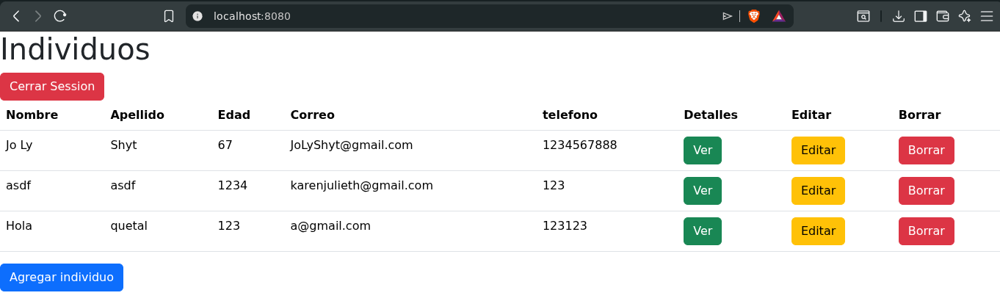 localhost:8080
Individuos
Cerrar Session
Nombre Apellido Edad Correo telefono Detalles Editar Borrar
Jo Ly Shyt 67 JoLyShyt@gmail.com 1234567888 Ver Editar Borrar
asdf asdf 1234 karenjulieth@gmail.com 123 Ver Editar Borrar
Hola quetal 123 a@gmail.com 123123 Ver Editar Borrar
Agregar individuo